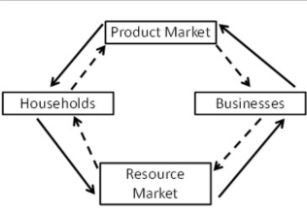 Product Market
Households
Businesses
Resource
Market